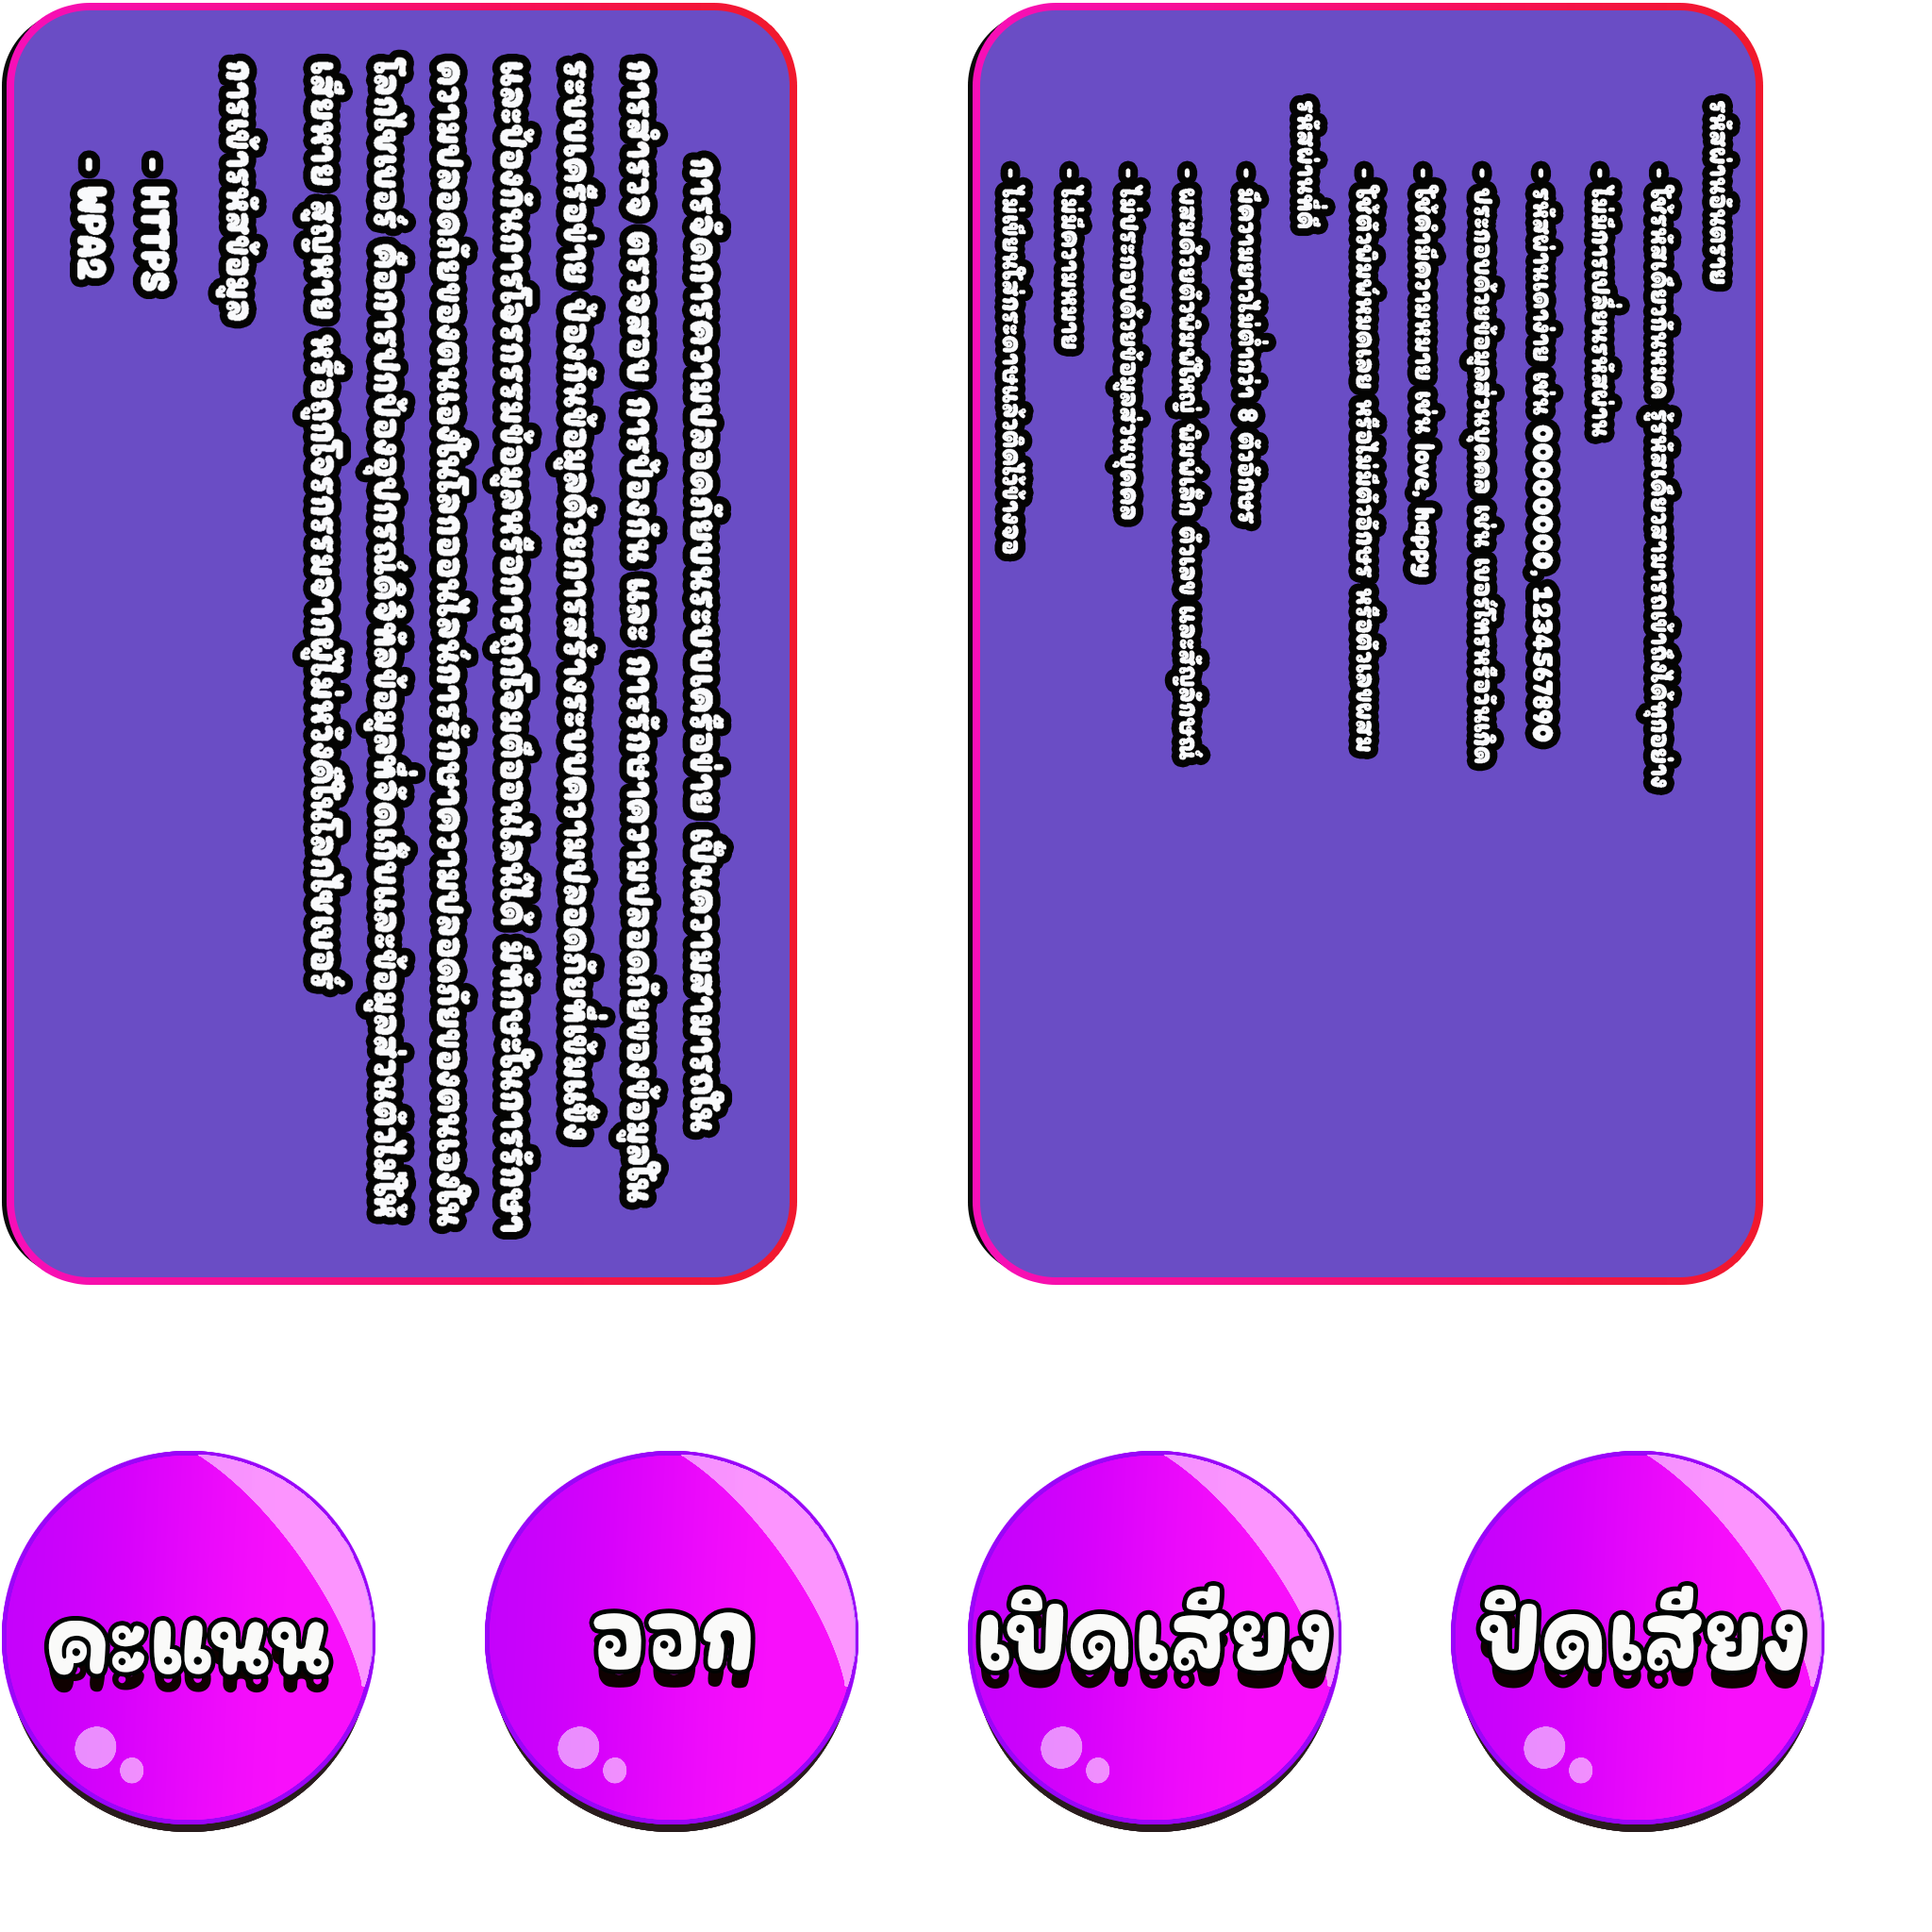 การจัดการความปลอดภัยบนระบบเครือข่าย เป็นความสามารถใน
การสำรวจ ตรวจสอบ การป้องกัน และ การรักษาความปลอดภัยของข้อมูลใน
ระบบเครือข่าย ป้องกันข้อมูลด้วยการสร้างระบบความปลอดภัยที่เข้มแข็ง
และป้องกันการโจรกรรมข้อมูลหรือการถูกโจมตีออนไลน์ได้ มีทักษะในการรักษา
ความปลอดภัยของตนเองในโลกออนไลน์การรักษาความปลอดภัยของตนเองใน
โลกไซเบอร์ คือการปกป้องอุปกรณ์ดิจิทัลข้อมูลที่จัดเก็บและข้อมูลส่วนตัวไม่ให้
เสียหาย สูญหาย หรือถูกโจรกรรมจากผู้ไม่หวังดีในโลกไซเบอร์
การเข้ารหัสข้อมูล
- HTTPS
- WPA2
รหัสผ่านอันตราย
- ใช้รหัสเดียวกันหมด รู้รหัสเดียวสามารถเข้าถึงได้ทุกอย่าง
- ไม่มีการเปลี่ยนรหัสผ่าน
- รหัสผ่านเดาง่าย เช่น 0000000000, 1234567890
- ประกอบด้วยข้อมูลส่วนบุคคล เช่น เบอร์โทรหรือวันเกิด
- ใช้คำมีความหมาย เช่น love, happy
- ใช้ตัวพิมพ์หมดเลย หรือไม่มีตัวอักษร หรือตัวเลขผสม
รหัสผ่านที่ดี
- มีความยาวไม่ต่ำกว่า 8 ตัวอักษร
- ผสมด้วยตัวพิมพ์ใหญ่ พิมพ์เล็ก ตัวเลข และสัญลักษณ์
- ไม่ประกอบด้วยข้อมูลส่วนบุคคล
- ไม่มีความหมาย
- ไม่เขียนใส่กระดาษแล้วติดไว้ข้างจอ
คะแนน
ออก
เปิดเสียง
ปิดเสียง